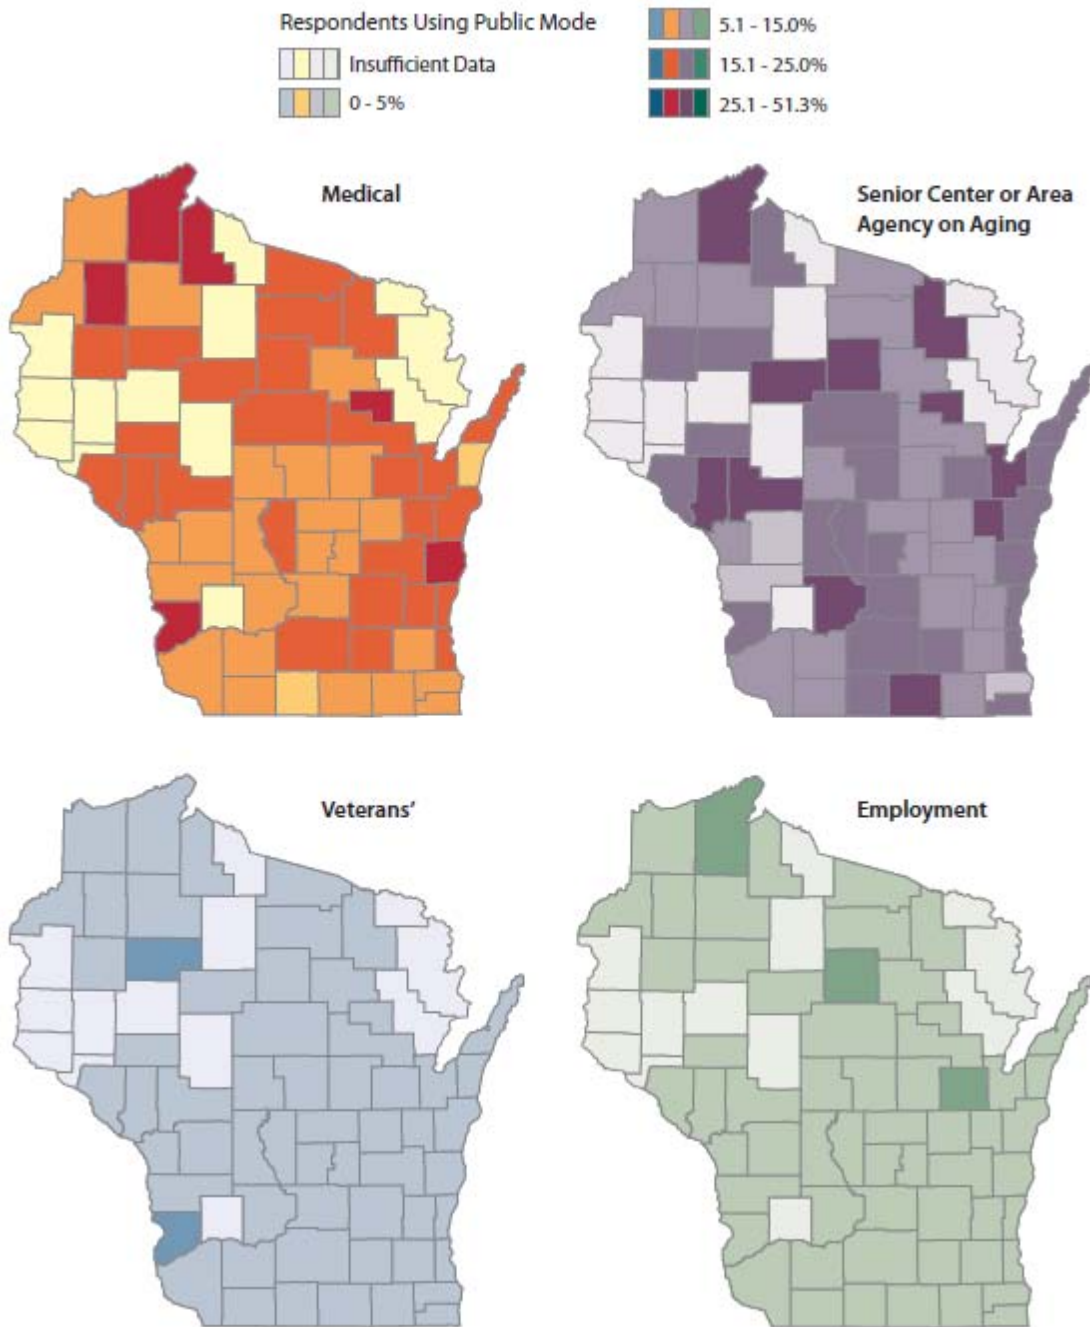 Respondents Using Public Mode
Insufficient Data
0 - 5%
5.1 - 15.0%
15.1 - 25.0%
25.1 - 51.3%
Medical
Senior Center or Area
Agency on Aging
Veterans’
Employment